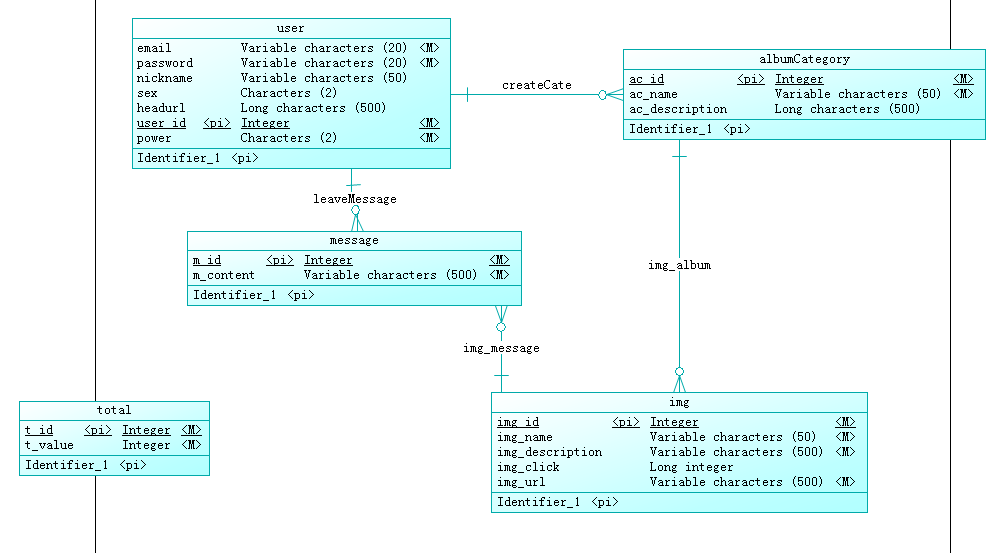 user
email Variable characters (20) <M>
password Variable characters (20) <M>
nickname Variable characters (50)
sex Characters (2)
headurl Long characters (500)
user_id <pi> Integer <M>
power Characters (2) <M>
Identifier_1 <pi>
createCate
albumCategory
ac_id <pi> Integer <M>
ac_name Variable characters (50) <M>
ac_description Long characters (500)
Identifier_1 <pi>
leaveMessage
message
m_id <pi> Integer <M>
m_content Variable characters (500) <M>
Identifier_1 <pi>
img_album
img_message
total
t_id <pi> Integer <M>
t_value Integer <M>
Identifier_1 <pi>
img
img_id <pi> Integer <M>
img_name Variable characters (50) <M>
img_description Variable characters (500) <M>
img_click Long integer
img_url Variable characters (500) <M>
Identifier_1 <pi>